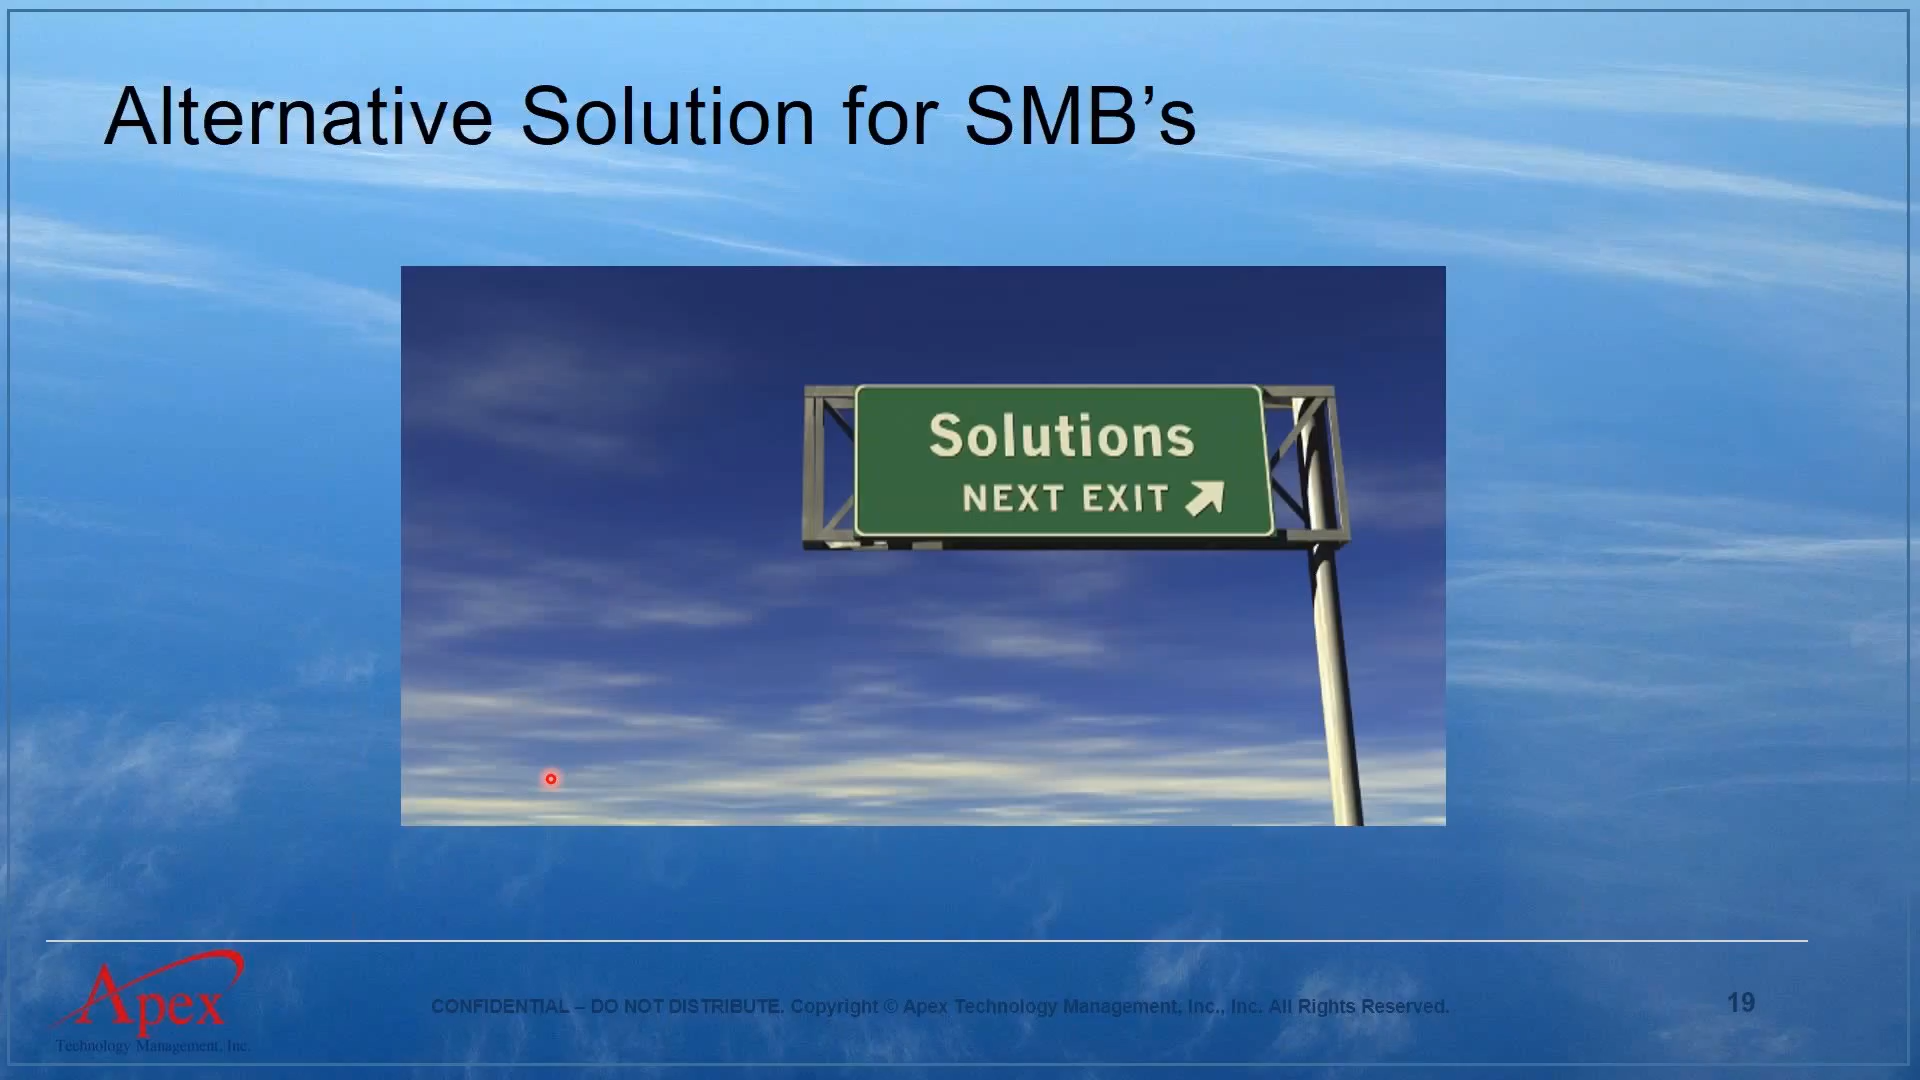 Alternative Solution for SMB’s
Solutions
NEXT EXIT
Apex
Technology Management, Inc.
CONFIDENTIAL – DO NOT DISTRIBUTE. Copyright © Apex Technology Management, Inc., Inc. All Rights Reserved.
19